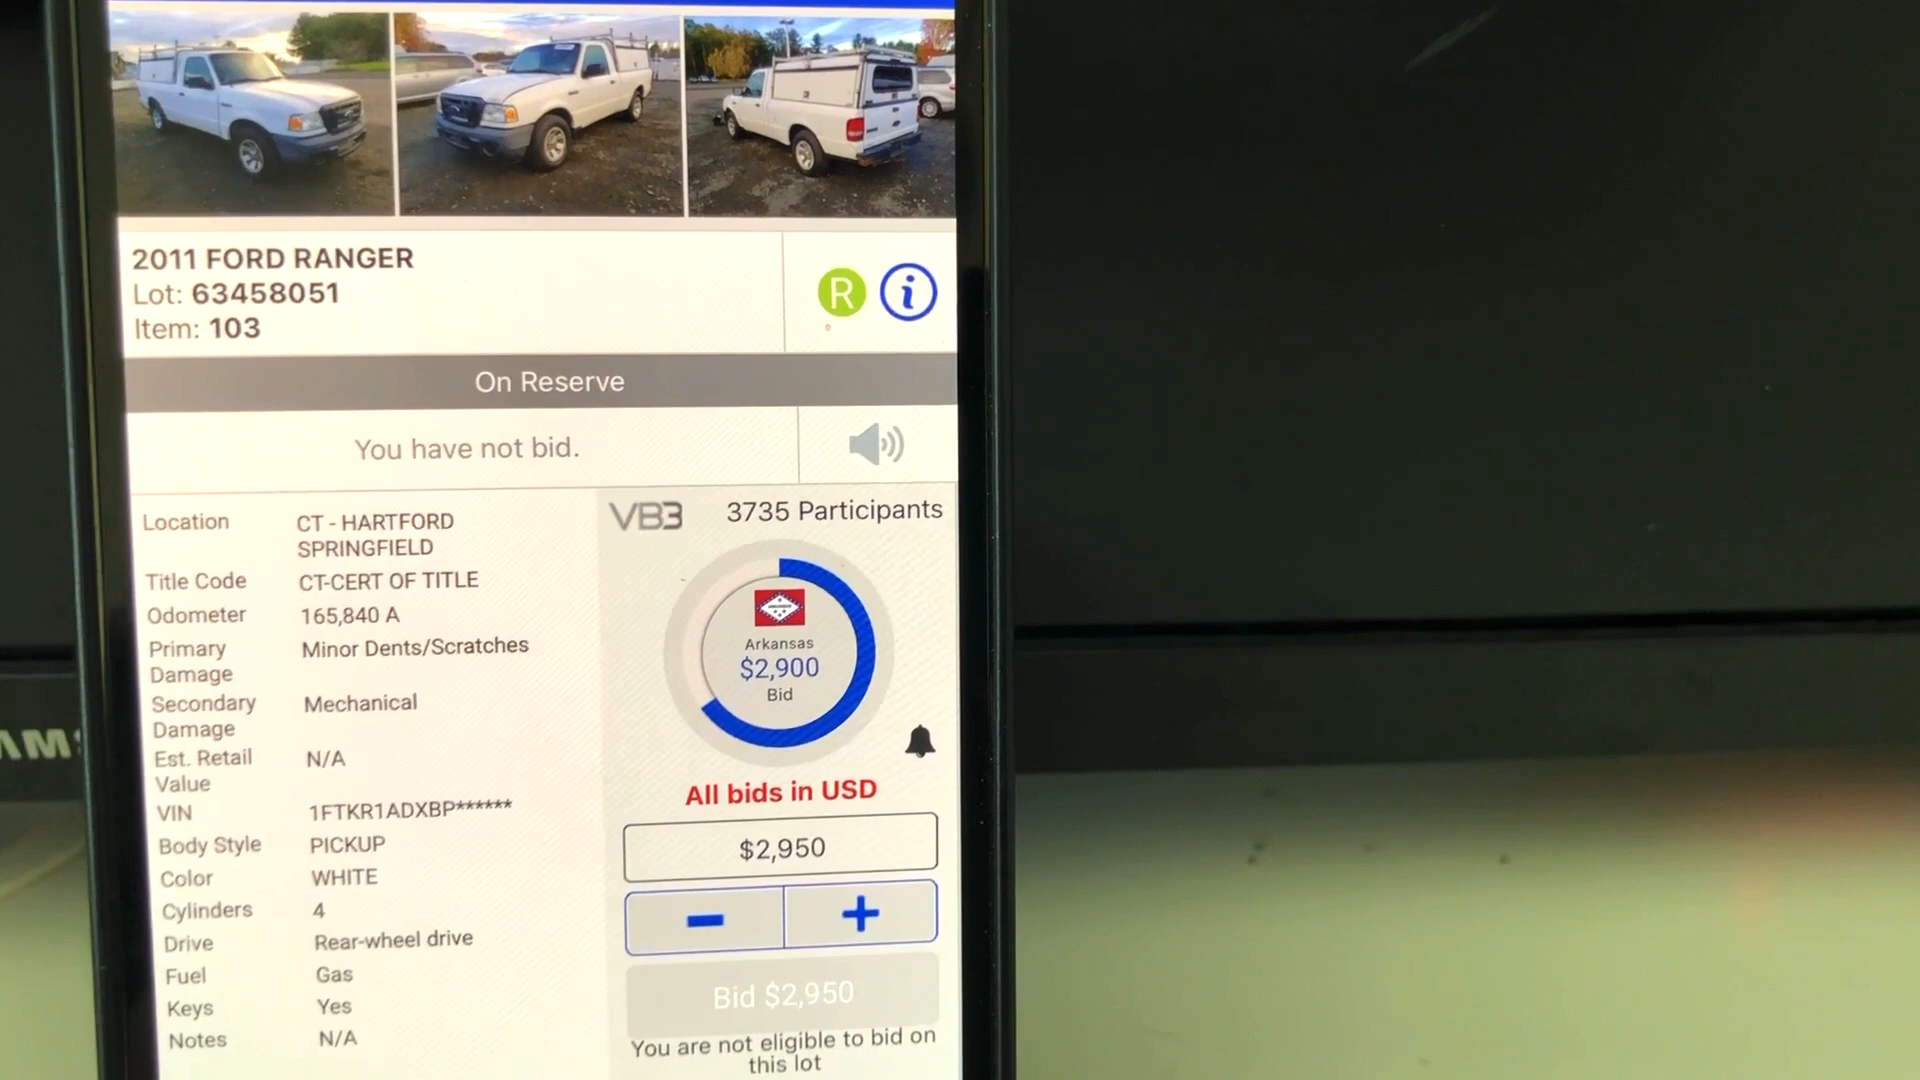 2011 FORD RANGER
Lot: 63458051
Item: 103
R i
On Reserve
You have not bid.
Location CT - HARTFORD
SPRINGFIELD
Title Code CT-CERT OF TITLE
Odometer 165,840 A
Primary Damage Minor Dents/Scratches
Secondary Damage Mechanical
Est. Retail Value N/A
VIN 1FTKR1ADXBP******
Body Style PICKUP
Color WHITE
Cylinders 4
Drive Rear-wheel drive
Fuel Gas
Keys Yes
Notes N/A
VB3 3735 Participants
Arkansas
$2,900
Bid
All bids in USD
$2,950
Bid $2,950
You are not eligible to bid on
this lot